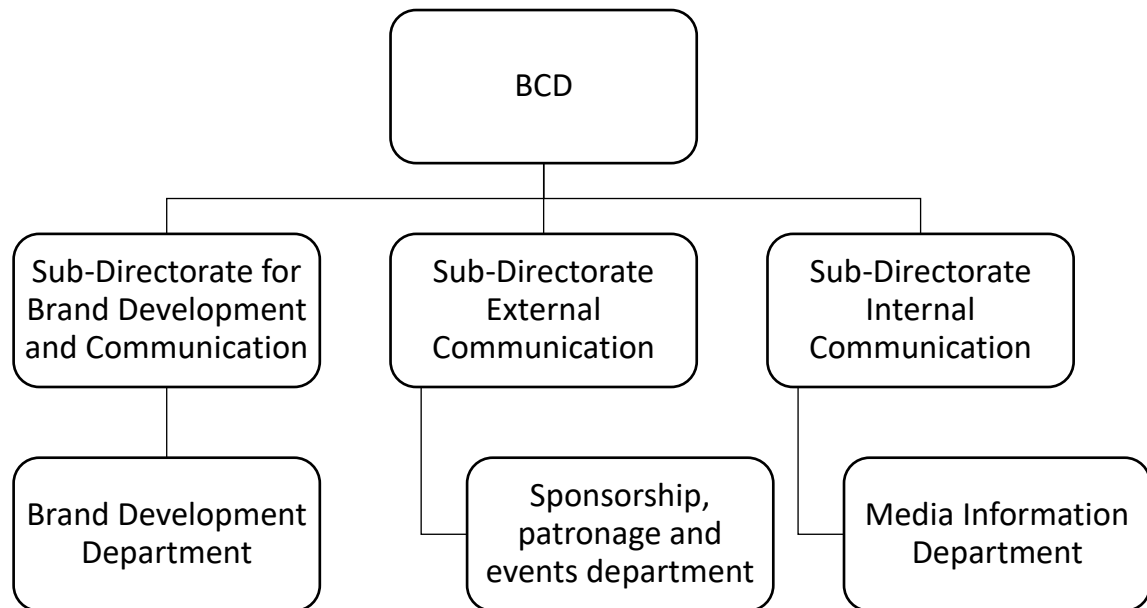 BCD
Sub-Directorate for
Brand Development
and Communication
Sub-Directorate
External
Communication
Sub-Directorate
Internal
Communication
Brand Development
Department
Sponsorship,
patronage and
events department
Media Information
Department